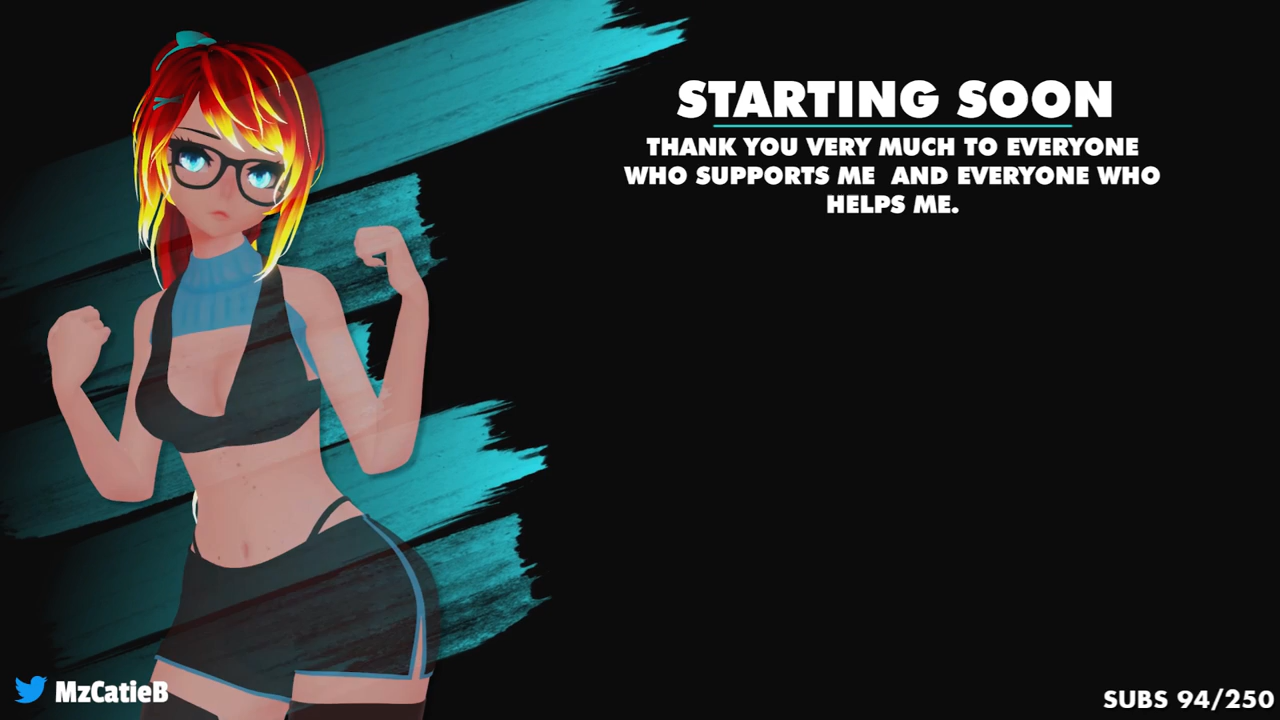 STARTING SOON
THANK YOU VERY MUCH TO EVERYONE
WHO SUPPORTS ME  AND EVERYONE WHO
HELPS ME.
MzCatieB
SUBS 94/250